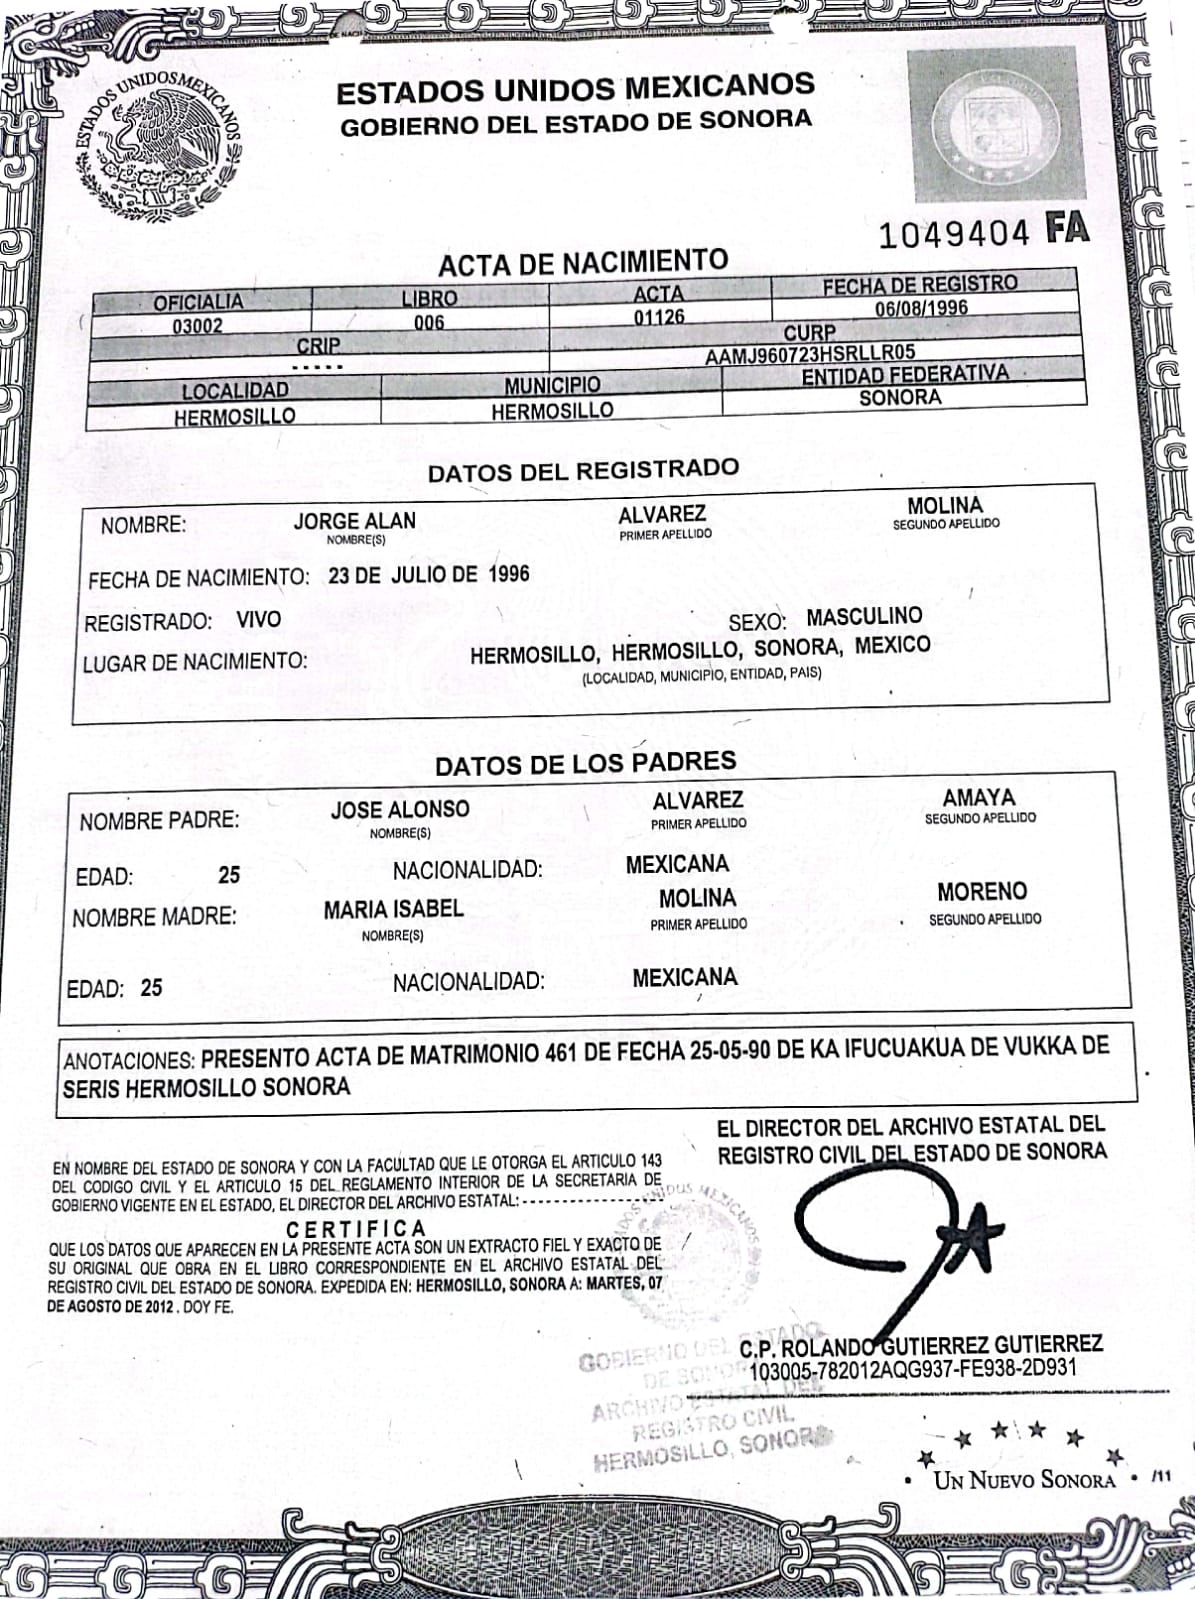 ESTADOS UNIDOS MEXICANOS
ESTADOS UNIDOS MEXICANOS
GOBIERNO DEL ESTADO DE SONORA
1049404 FA
ACTA DE NACIMIENTO
OFICIALIA LIBRO ACTA FECHA DE REGISTRO
03002 006 01126 06/08/1996
CRIP CURP
----- AAMJ960723HSRLLR05
LOCALIDAD MUNICIPIO ENTIDAD FEDERATIVA
HERMOSILLO HERMOSILLO SONORA
DATOS DEL REGISTRADO
NOMBRE: JORGE ALAN ALVAREZ MOLINA
NOMBRE(S) PRIMER APELLIDO SEGUNDO APELLIDO
FECHA DE NACIMIENTO: 23 DE JULIO DE 1996
REGISTRADO: VIVO SEXO: MASCULINO
LUGAR DE NACIMIENTO: HERMOSILLO, HERMOSILLO, SONORA, MEXICO
(LOCALIDAD, MUNICIPIO, ENTIDAD, PAIS)
DATOS DE LOS PADRES
NOMBRE PADRE: JOSE ALONSO ALVAREZ AMAYA
NOMBRE(S) PRIMER APELLIDO SEGUNDO APELLIDO
EDAD: 25 NACIONALIDAD: MEXICANA
NOMBRE MADRE: MARIA ISABEL MOLINA MORENO
NOMBRE(S) PRIMER APELLIDO SEGUNDO APELLIDO
EDAD: 25 NACIONALIDAD: MEXICANA
ANOTACIONES: PRESENTO ACTA DE MATRIMONIO 461 DE FECHA 25-05-90 DE KA IFUCUAKUA DE VUKKA DE
SERIS HERMOSILLO SONORA
EL DIRECTOR DEL ARCHIVO ESTATAL DEL
REGISTRO CIVIL DEL ESTADO DE SONORA
EN NOMBRE DEL ESTADO DE SONORA Y CON LA FACULTAD QUE LE OTORGA EL ARTICULO 143
DEL CODIGO CIVIL Y EL ARTICULO 15 DEL REGLAMENTO INTERIOR DE LA SECRETARIA DE
GOBIERNO VIGENTE EN EL ESTADO, EL DIRECTOR DEL ARCHIVO ESTATAL:-----------------
CERTIFICA
QUE LOS DATOS QUE APARECEN EN LA PRESENTE ACTA SON UN EXTRACTO FIEL Y EXACTO DE
SU ORIGINAL QUE OBRA EN EL LIBRO CORRESPONDIENTE EN EL ARCHIVO ESTATAL DEL
REGISTRO CIVIL DEL ESTADO DE SONORA. EXPEDIDA EN: HERMOSILLO, SONORA A: MARTES, 07
DE AGOSTO DE 2012. DOY FE.
C.P. ROLANDO GUTIERREZ GUTIERREZ
103005-782012AQG937-FE938-2D931
GOBIERNO DEL ESTADO
DE SONORA
ARCHIVO ESTATAL DEL
REGISTRO CIVIL
HERMOSILLO, SONORA
UN NUEVO SONORA
/11